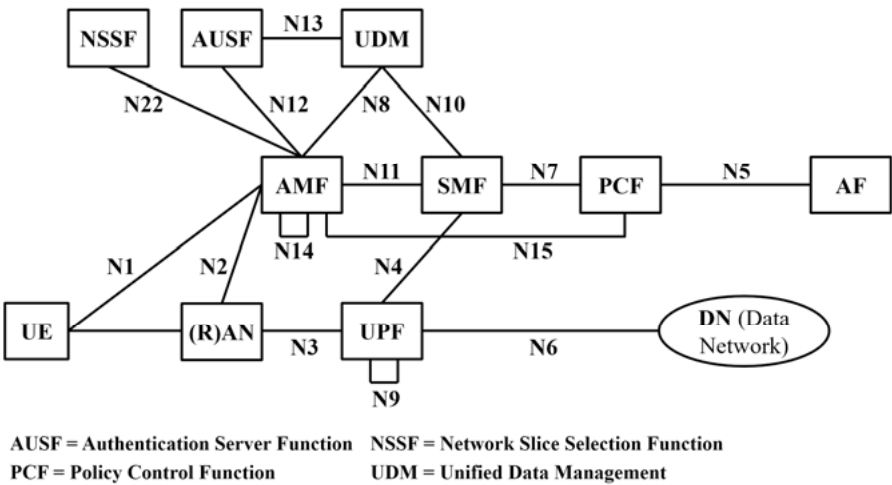 NSSF AUSF N13 UDM
N22 N12 N8 N10
AMF N11 SMF N7 PCF N5 AF
N14 N15
N1 N2 N4
UE (R)AN N3 UPF N6 DN (Data
Network)
N9
AUSF = Authentication Server Function NSSF = Network Slice Selection Function
PCF = Policy Control Function UDM = Unified Data Management